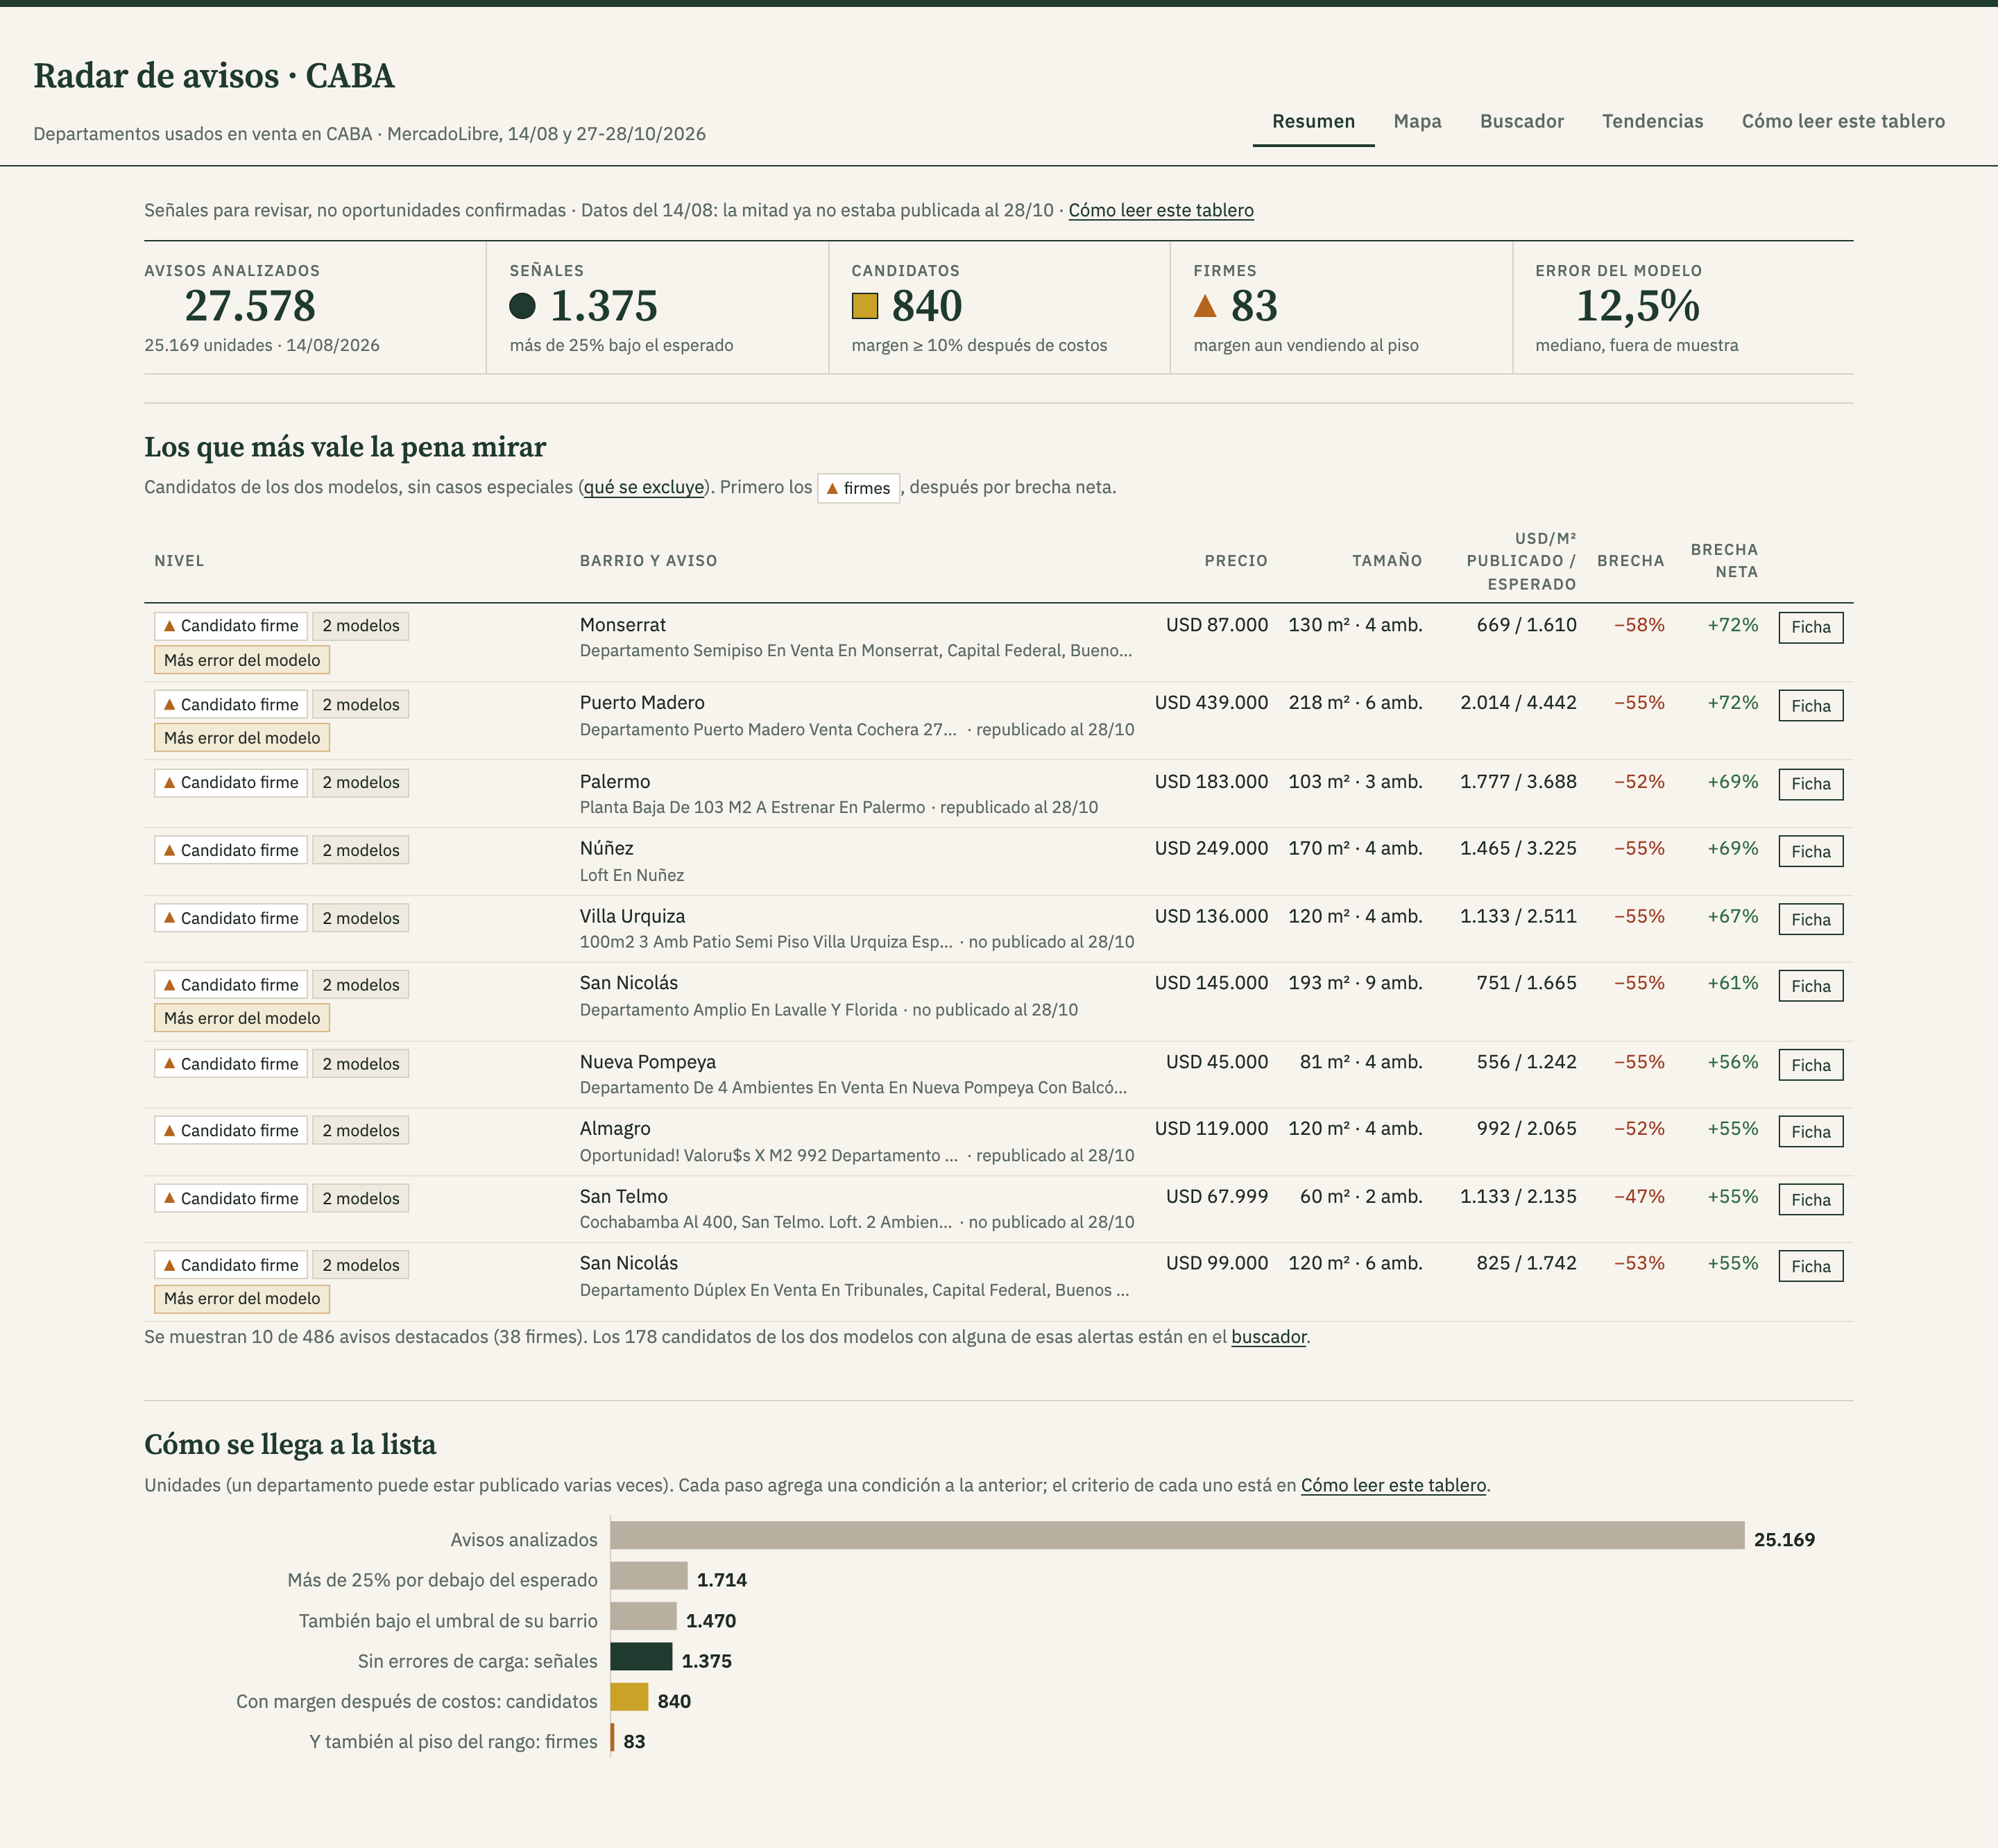 Radar de avisos · CABA
Departamentos usados en venta en CABA · MercadoLibre, 14/08 y 27-28/10/2026
Resumen Mapa Buscador Tendencias Cómo leer este tablero
Señales para revisar, no oportunidades confirmadas · Datos del 14/08: la mitad ya no estaba publicada al 28/10 · Cómo leer este tablero
AVISOS ANALIZADOS
27.578
25.169 unidades · 14/08/2026
SEÑALES
1.375
más de 25% bajo el esperado
CANDIDATOS
840
margen ≥ 10% después de costos
FIRMES
83
margen aun vendiendo al piso
ERROR DEL MODELO
12,5%
mediano, fuera de muestra
Los que más vale la pena mirar
Candidatos de los dos modelos, sin casos especiales (qué se excluye). Primero los ▲ firmes , después por brecha neta.
NIVEL BARRIO Y AVISO PRECIO TAMAÑO USD/M² PUBLICADO / ESPERADO BRECHA BRECHA NETA
▲ Candidato firme 2 modelos Monserrat USD 87.000 130 m² · 4 amb. 669 / 1.610 −58% +72% Ficha
Más error del modelo Departamento Semipiso En Venta En Monserrat, Capital Federal, Bueno...
▲ Candidato firme 2 modelos Puerto Madero USD 439.000 218 m² · 6 amb. 2.014 / 4.442 −55% +72% Ficha
Más error del modelo Departamento Puerto Madero Venta Cochera 27... · republicado al 28/10
▲ Candidato firme 2 modelos Palermo USD 183.000 103 m² · 3 amb. 1.777 / 3.688 −52% +69% Ficha
Planta Baja De 103 M2 A Estrenar En Palermo · republicado al 28/10
▲ Candidato firme 2 modelos Núñez USD 249.000 170 m² · 4 amb. 1.465 / 3.225 −55% +69% Ficha
Loft En Nuñez
▲ Candidato firme 2 modelos Villa Urquiza USD 136.000 120 m² · 4 amb. 1.133 / 2.511 −55% +67% Ficha
100m2 3 Amb Patio Semi Piso Villa Urquiza Esp... · no publicado al 28/10
▲ Candidato firme 2 modelos San Nicolás USD 145.000 193 m² · 9 amb. 751 / 1.665 −55% +61% Ficha
Más error del modelo Departamento Amplio En Lavalle Y Florida · no publicado al 28/10
▲ Candidato firme 2 modelos Nueva Pompeya USD 45.000 81 m² · 4 amb. 556 / 1.242 −55% +56% Ficha
Departamento De 4 Ambientes En Venta En Nueva Pompeya Con Balcó...
▲ Candidato firme 2 modelos Almagro USD 119.000 120 m² · 4 amb. 992 / 2.065 −52% +55% Ficha
Oportunidad! Valoru$s X M2 992 Departamento ... · republicado al 28/10
▲ Candidato firme 2 modelos San Telmo USD 67.999 60 m² · 2 amb. 1.133 / 2.135 −47% +55% Ficha
Cochabamba Al 400, San Telmo. Loft. 2 Ambien... · no publicado al 28/10
▲ Candidato firme 2 modelos San Nicolás USD 99.000 120 m² · 6 amb. 825 / 1.742 −53% +55% Ficha
Más error del modelo Departamento Dúplex En Venta En Tribunales, Capital Federal, Buenos ...
Se muestran 10 de 486 avisos destacados (38 firmes). Los 178 candidatos de los dos modelos con alguna de esas alertas están en el buscador.
Cómo se llega a la lista
Unidades (un departamento puede estar publicado varias veces). Cada paso agrega una condición a la anterior; el criterio de cada uno está en Cómo leer este tablero.
Avisos analizados 25.169
Más de 25% por debajo del esperado 1.714
También bajo el umbral de su barrio 1.470
Sin errores de carga: señales 1.375
Con margen después de costos: candidatos 840
Y también al piso del rango: firmes 83